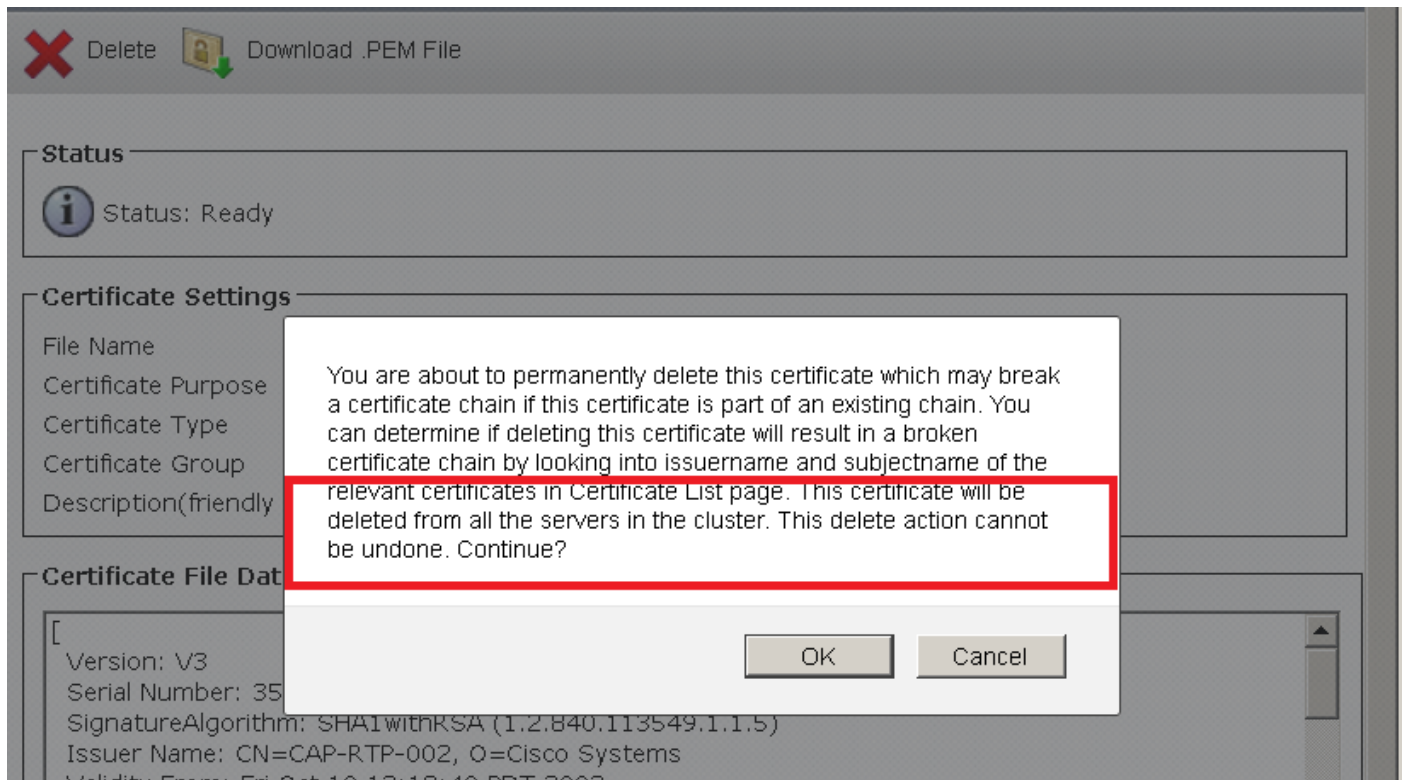 Delete Download .PEM File
Status
Status: Ready
Certificate Settings
File Name
Certificate Purpose
Certificate Type
Certificate Group
Description(friendly
You are about to permanently delete this certificate which may break
a certificate chain if this certificate is part of an existing chain. You
can determine if deleting this certificate will result in a broken
certificate chain by looking into issuername and subjectname of the
relevant certificates in Certificate List page. This certificate will be
deleted from all the servers in the cluster. This delete action cannot
be undone. Continue?
OK Cancel
Certificate File Dat
[
Version: V3
Serial Number: 35
SignatureAlgorithm: SHA1withRSA (1.2.840.113549.1.1.5)
Issuer Name: CN=CAP-RTP-002, O=Cisco Systems
Validity From: Fri Oct 10